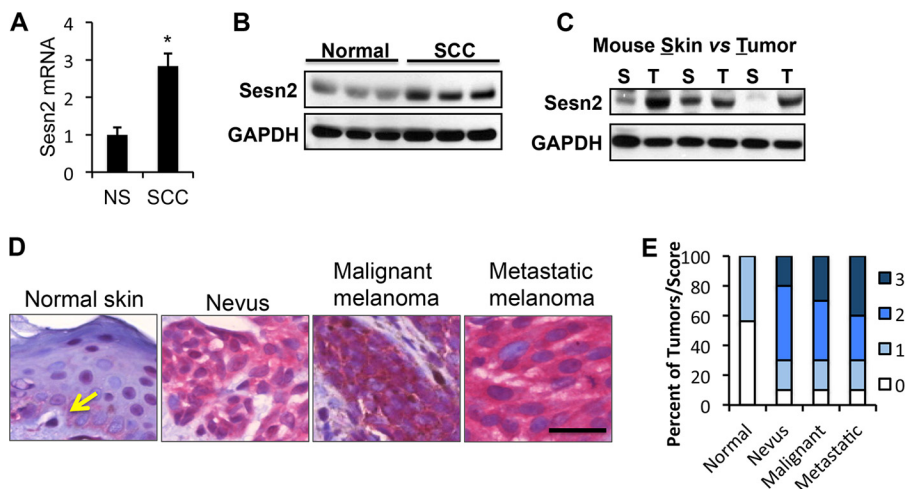 A
Sesn2 mRNA
4
3
2
1
0
*
NS SCC
B
Normal SCC
Sesn2
GAPDH
C
Mouse Skin vs Tumor
S T S T S T
Sesn2
GAPDH
D
Normal skin
Nevus
Malignant
melanoma
Metastatic
melanoma
E
Percent of Tumors/Score
100
80
60
40
20
0
Normal
Nevus
Malignant
Metastatic
3
2
1
0